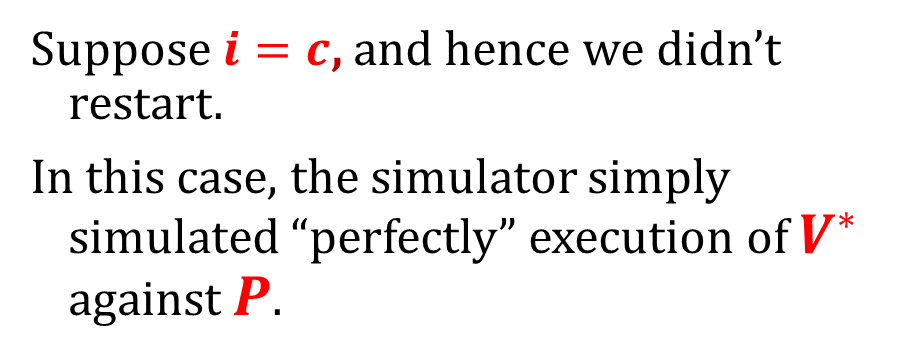 Suppose i = c, and hence we didn’t
restart.
In this case, the simulator simply
simulated “perfectly” execution of V*
against P.